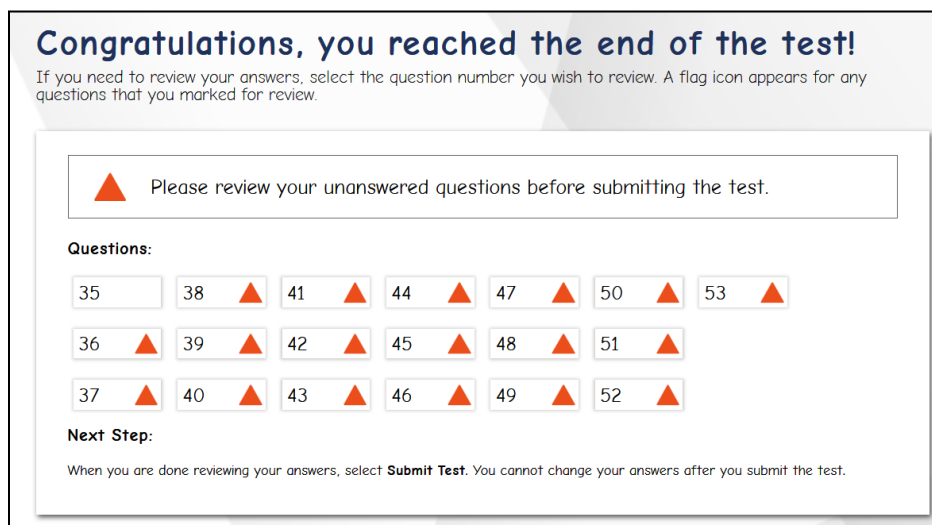 Congratulations, you reached the end of the test!
If you need to review your answers, select the question number you wish to review. A flag icon appears for any
questions that you marked for review.
Please review your unanswered questions before submitting the test.
Questions:
35 38 41 44 47 50 53
36 39 42 45 48 51
37 40 43 46 49 52
Next Step:
When you are done reviewing your answers, select Submit Test. You cannot change your answers after you submit the test.